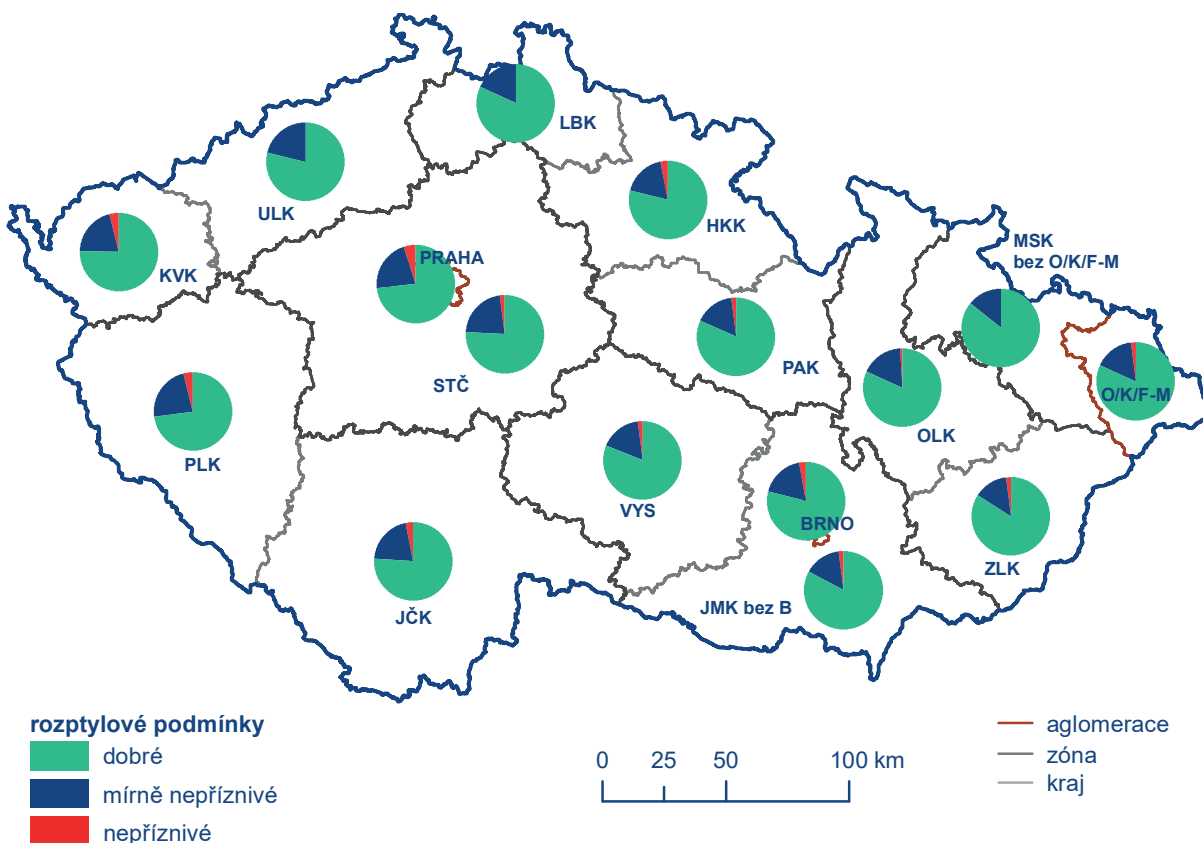 LBK
ULK
HKK
MSK
bez O/K/F-M
KVK
PRAHA
PAK
STČ
O/K/F-M
OLK
PLK
VYS
BRNO
ZLK
JMK bez B
JČK
rozptylové podmínky
dobré
mírně nepříznivé
nepříznivé
0 25 50 100 km
aglomerace
zóna
kraj